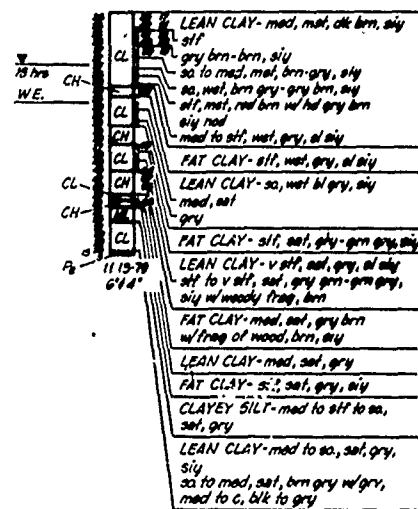 LEAN CLAY - med, mst, dk brn, siy
stf
gry brn-brn, siy
so to med, mst, brn-gry, siy
so, wet, brn gry-gry brn, siy
stf, mst, red brn w/ hd gry brn
siy nod
med to stf, wet, gry, sl siy
FAT CLAY - stf, wet, gry, sl siy
LEAN CLAY - so, wet bl gry, siy
med, sat
gry
FAT CLAY - stf, sat, gry-grn gry, siy
LEAN CLAY - v stf, sat, gry, sl siy
stf to v stf, sat, gry grn-grn gry,
siy w/ woody frag, brn
FAT CLAY - med, sat, gry brn
w/ frag of wood, brn, siy
LEAN CLAY - med, sat, gry
FAT CLAY - stf, sat, gry, siy
CLAYEY SILT - med to stf to so,
sat, gry
LEAN CLAY - med to so, sat, gry,
siy
so to med, sat, brn gry w/ grv,
med to c, blk to gry
CL
hrs
CH
W.E.
CL
CH
CL
CH
CL
CH
CL
6" / 4"